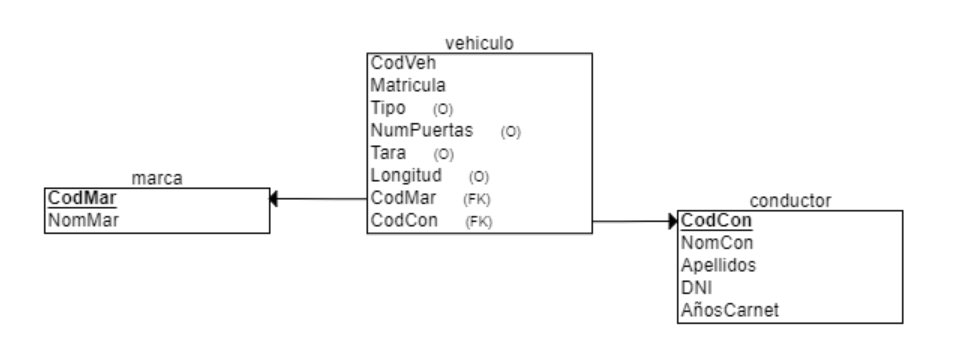 vehiculo
CodVeh
Matricula
Tipo (O)
NumPuertas (O)
Tara (O)
Longitud (O)
CodMar (FK)
CodCon (FK)
marca
CodMar
NomMar
conductor
CodCon
NomCon
Apellidos
DNI
AñosCarnet